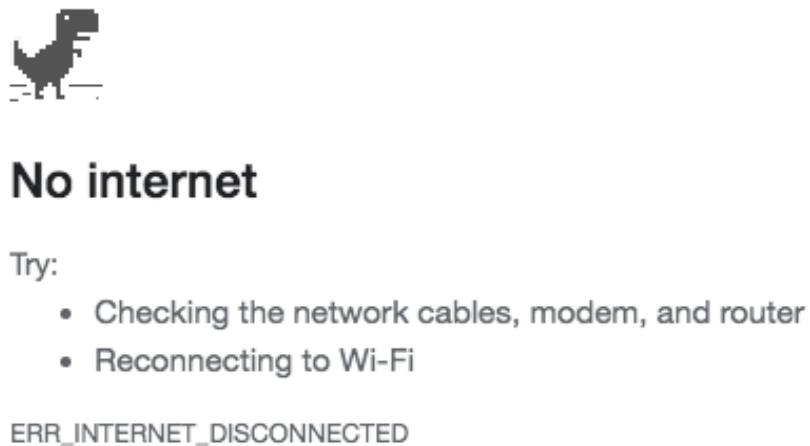 No internet
Try:
• Checking the network cables, modem, and router
• Reconnecting to Wi-Fi
ERR_INTERNET_DISCONNECTED